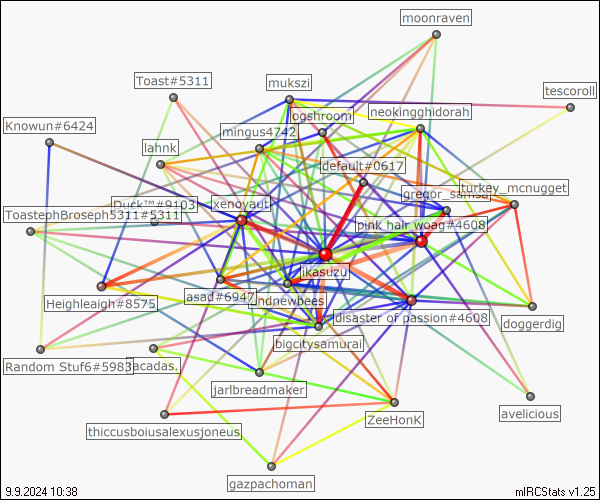 moonraven
Toast#5311
mukszi
tescoroll
ogshroom
neokingghidorah
Knowun#6424
mingus4742
lahnk
default#0617
gregor_samsa
turkey_mcnugget
Duck™#9103
xenoyaut
ToastephBroseph5311#5311
pink hair woag#4608
ikasuzu
Heighleaigh#8575
asad#6947
ndnewbees
disaster of passion#4608
doggerdig
bigcitysamurai
Random Stuf6#5983
acadas.
jarlbreadmaker
avelicious
ZeeHonK
thiccusboiusalexusjoneus
gazpachoman
9.9.2024 10:38
mIRCStats v1.25